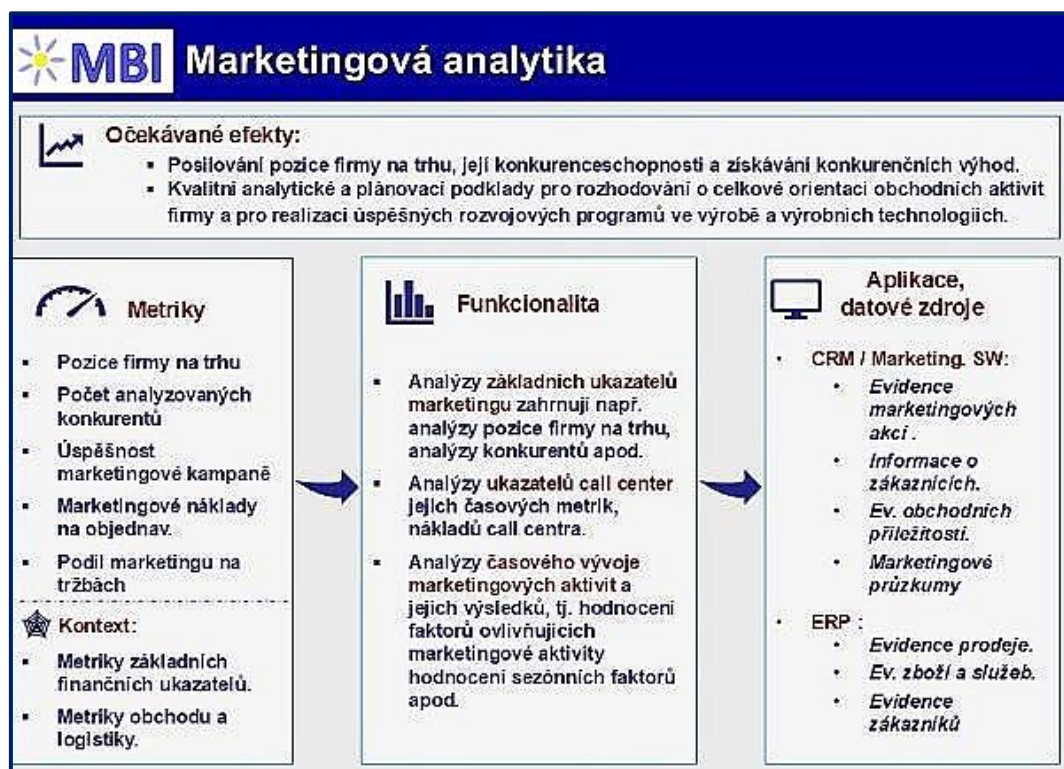 MBI Marketingová analytika
Očekávané efekty:
▪ Posilování pozice firmy na trhu, její konkurenceschopnosti a získávání konkurenčních výhod.
▪ Kvalitní analytické a plánovací podklady pro rozhodování o celkové orientaci obchodních aktivit
firmy a pro realizaci úspěšných rozvojových programů ve výrobě a výrobních technologiích.
Metriky
▪ Pozice firmy na trhu
▪ Počet analyzovaných
konkurentů
▪ Úspěšnost
marketingové kampaně
▪ Marketingové náklady
na objednav.
▪ Podíl marketingu na
tržbách
Kontext:
▪ Metriky základních
finančních ukazatelů.
▪ Metriky obchodu a
logistiky.
Funkcionalita
▪ Analýzy základních ukazatelů
marketingu zahrnují např.
analýzy pozice firmy na trhu,
analýzy konkurentů apod.
▪ Analýzy ukazatelů call center
jejich časových metrik,
nákladů call centra.
▪ Analýzy časového vývoje
marketingových aktivit a
jejich výsledků, tj. hodnocení
faktorů ovlivňujících
marketingové aktivity
hodnocení sezónních faktorů
apod.
Aplikace,
datové zdroje
• CRM / Marketing. SW:
• Evidence
marketingových
akcí .
• Informace o
zákaznících.
• Ev. obchodních
příležitostí.
• Marketingové
průzkumy
• ERP :
• Evidence prodeje.
• Ev. zboží a služeb.
• Evidence
zákazníků